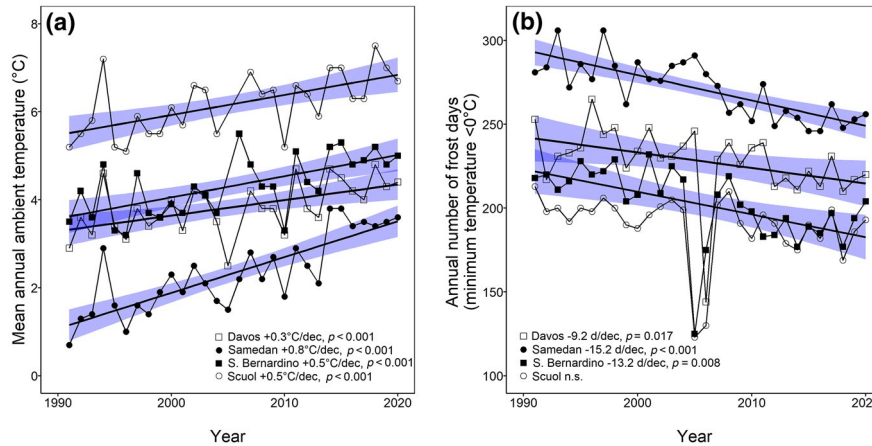 (a)
8
6
4
2
0
Mean annual ambient temperature (°C)
Davos +0.3°C/dec, p < 0.001
Samedan +0.8°C/dec, p < 0.001
S. Bernardino +0.5°C/dec, p < 0.001
Scuol +0.5°C/dec, p < 0.001
1990 2000 2010 2020
Year
(b)
300
250
200
150
100
Annual number of frost days
(minimum temperature <0°C)
Davos -9.2 d/dec, p = 0.017
Samedan -15.2 d/dec, p < 0.001
S. Bernardino -13.2 d/dec, p = 0.008
Scuol n.s.
1990 2000 2010 2020
Year